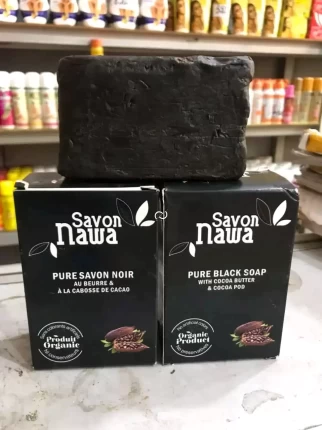 Savon
Nawa
PURE SAVON NOIR
AU BEURRE &
À LA CABOSSE DE CACAO
Produit
Organic
Savon
Nawa
PURE BLACK SOAP
WITH COCOA BUTTER
& COCOA POD
Organic
Product